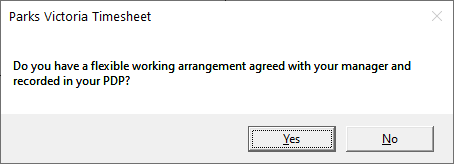 Parks Victoria Timesheet
Do you have a flexible working arrangement agreed with your manager and
recorded in your PDP?
Yes
No